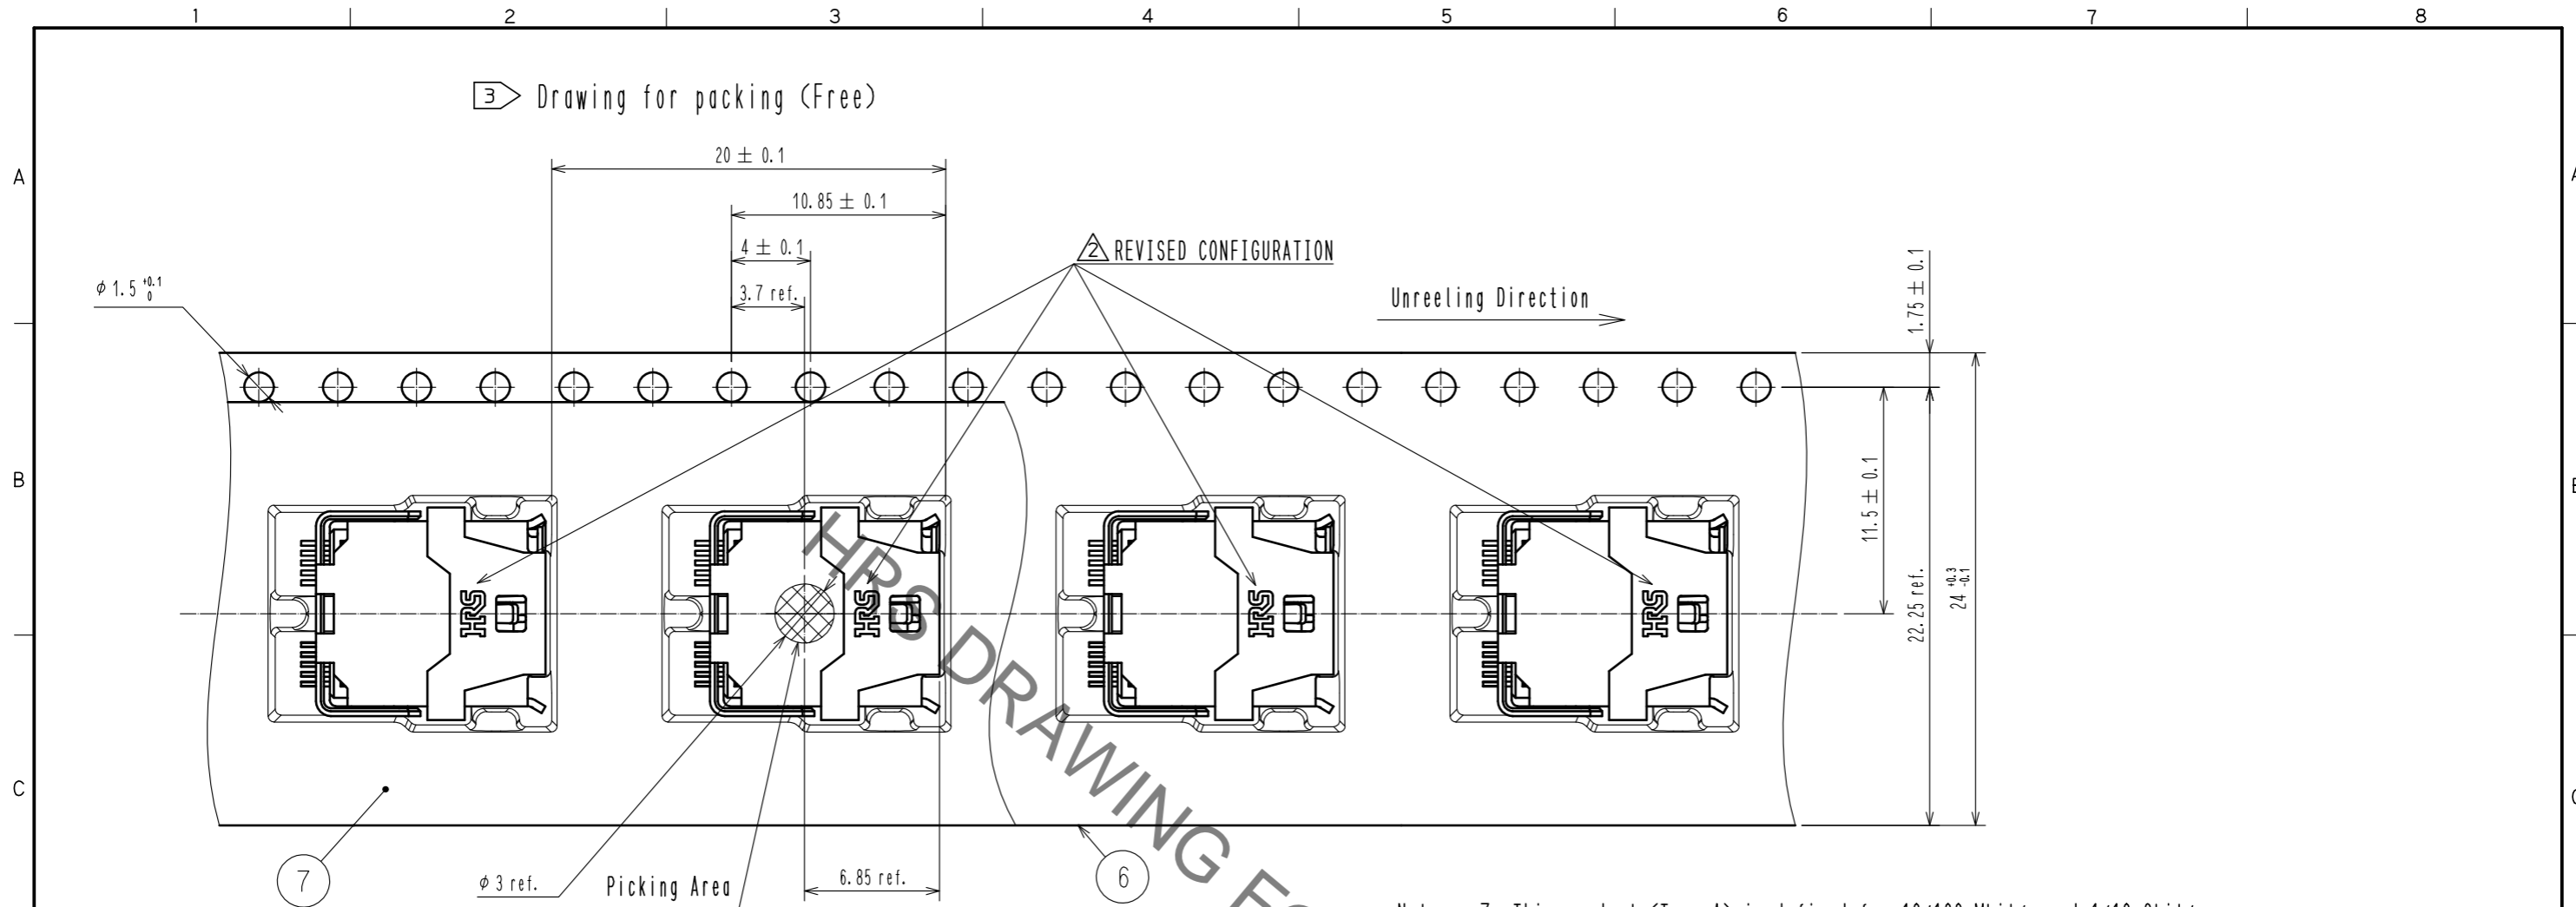 1 2 3 4 5 6 7 8
3 Drawing for packing (Free)
20 ± 0.1
A A
10.85 ± 0.1
4 ± 0.1
2 REVISED CONFIGURATION
3.7 ref.
φ 1.5 +0.1 0
Unreeling Direction
1.75 ± 0.1
B
11.5 ± 0.1
22.25 ref.
24 +0.3 -0.1
HRS HRS HRS HRS
HRS DRAWING
C
7
φ 3 ref.
Picking Area
6.85 ref.
6